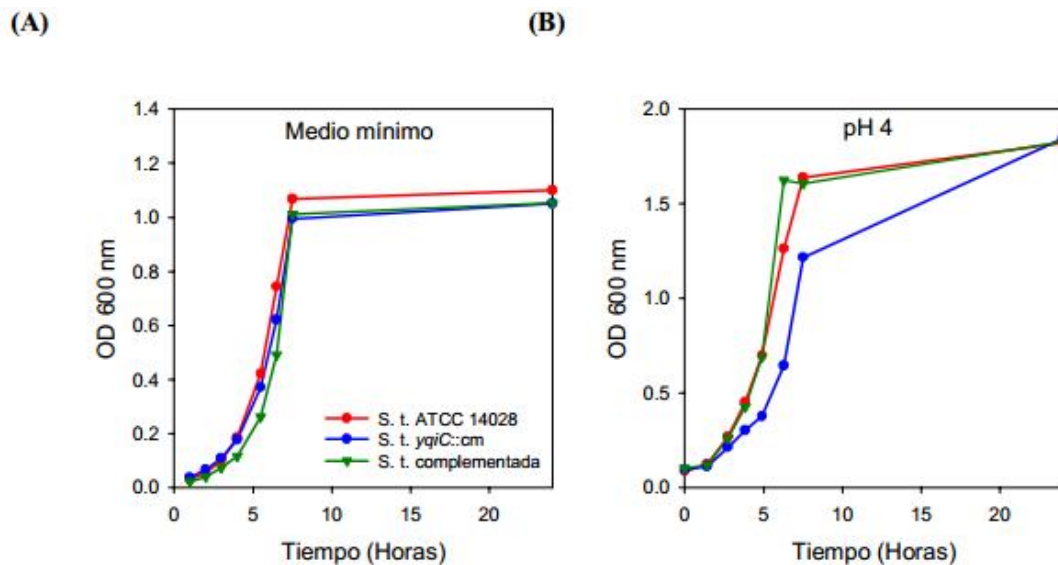 (A)
(B)
Medio mínimo
1.4
1.2
1.0
0.8
0.6
0.4
0.2
0.0
OD 600 nm
S. t. ATCC 14028
S. t. yqiC::cm
S. t. complementada
0 5 10 15 20
Tiempo (Horas)
pH 4
2.0
1.5
1.0
0.5
0.0
OD 600 nm
0 5 10 15 20
Tiempo (Horas)